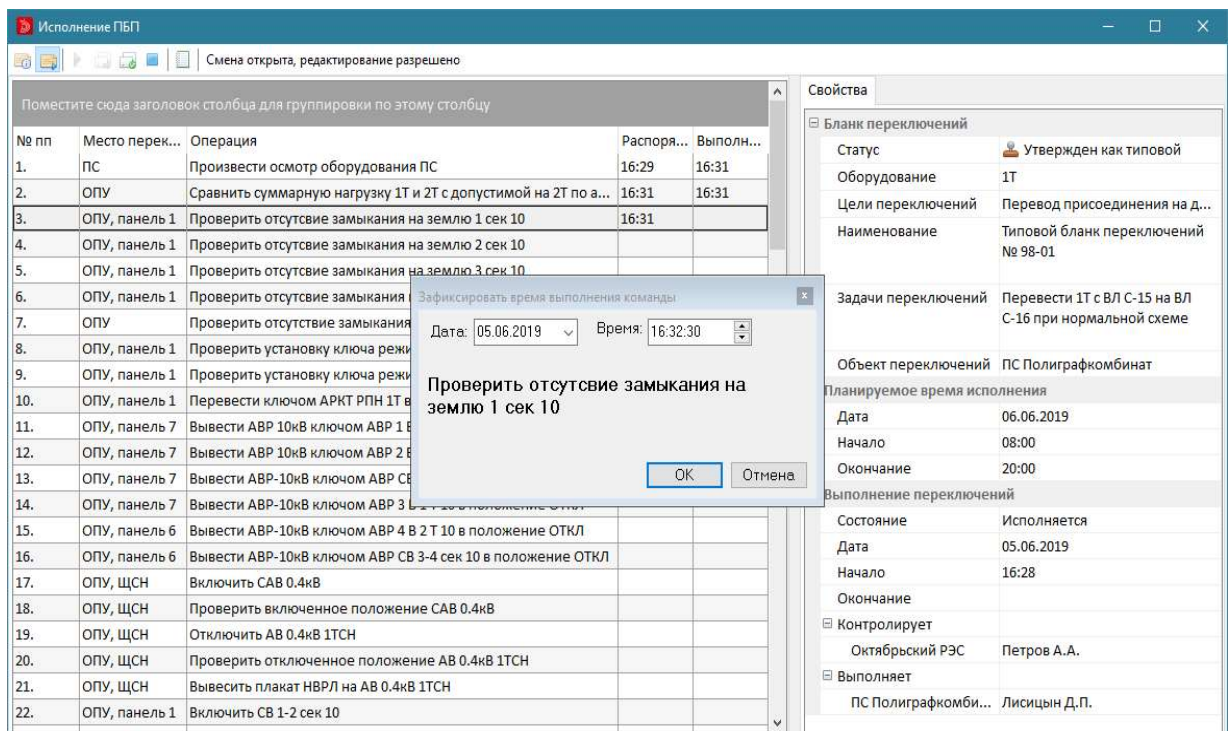 Исполнение ПБП
Смена открыта, редактирование разрешено
Поместите сюда заголовок столбца для группировки по этому столбцу
№ пп Место перек... Операция Распоря... Выполн...
1. ПС Произвести осмотр оборудования ПС 16:29 16:31
2. ОПУ Сравнить суммарную нагрузку 1Т и 2Т с допустимой на 2Т по а... 16:31 16:31
3. ОПУ, панель 1 Проверить отсутсвие замыкания на землю 1 сек 10 16:31
4. ОПУ, панель 1 Проверить отсутсвие замыкания на землю 2 сек 10
5. ОПУ, панель 1 Проверить отсутсвие замыкания на землю 3 сек 10
6. ОПУ, панель 1 Проверить отсутсвие замыкания
7. ОПУ Проверить отсутствие замыкания
8. ОПУ, панель 1 Проверить установку ключа режи
9. ОПУ, панель 1 Проверить установку ключа режи
10. ОПУ, панель 1 Перевести ключом АРКТ РПН 1Т в
11. ОПУ, панель 7 Вывести АВР 10кВ ключом АВР 1
12. ОПУ, панель 7 Вывести АВР 10кВ ключом АВР 2
13. ОПУ, панель 7 Вывести АВР-10кВ ключом АВР
14. ОПУ, панель 7 Вывести АВР-10кВ ключом АВР 3 В 1 Т 10 в положение ОТКЛ
15. ОПУ, панель 6 Вывести АВР-10кВ ключом АВР 4 В 2 Т 10 в положение ОТКЛ
16. ОПУ, панель 6 Вывести АВР-10кВ ключом АВР СВ 3-4 сек 10 в положение ОТКЛ
17. ОПУ, ЩСН Включить САВ 0.4кВ
18. ОПУ, ЩСН Проверить включенное положение САВ 0.4кВ
19. ОПУ, ЩСН Отключить АВ 0.4кВ 1ТСН
20. ОПУ, ЩСН Проверить отключенное положение АВ 0.4кВ 1ТСН
21. ОПУ, ЩСН Вывесить плакат НВРЛ на АВ 0.4кВ 1ТСН
22. ОПУ, панель 1 Включить СВ 1-2 сек 10
Зафиксировать время выполнения команды
Дата: 05.06.2019 Время: 16:32:30
Проверить отсутсвие замыкания на
землю 1 сек 10
OK Отмена
Свойства
Бланк переключений
Статус Утвержден как типовой
Оборудование 1Т
Цели переключений Перевод присоединения на д...
Наименование Типовой бланк переключений
№ 98-01
Задачи переключений Перевести 1Т с ВЛ С-15 на ВЛ
С-16 при нормальной схеме
Объект переключений ПС Полиграфкомбинат
Планируемое время исполнения
Дата 06.06.2019
Начало 08:00
Окончание 20:00
Выполнение переключений
Состояние Исполняется
Дата 05.06.2019
Начало 16:28
Окончание
Контролирует
Октябрьский РЭС Петров А.А.
Выполняет
ПС Полиграфкомби... Лисицын Д.П.